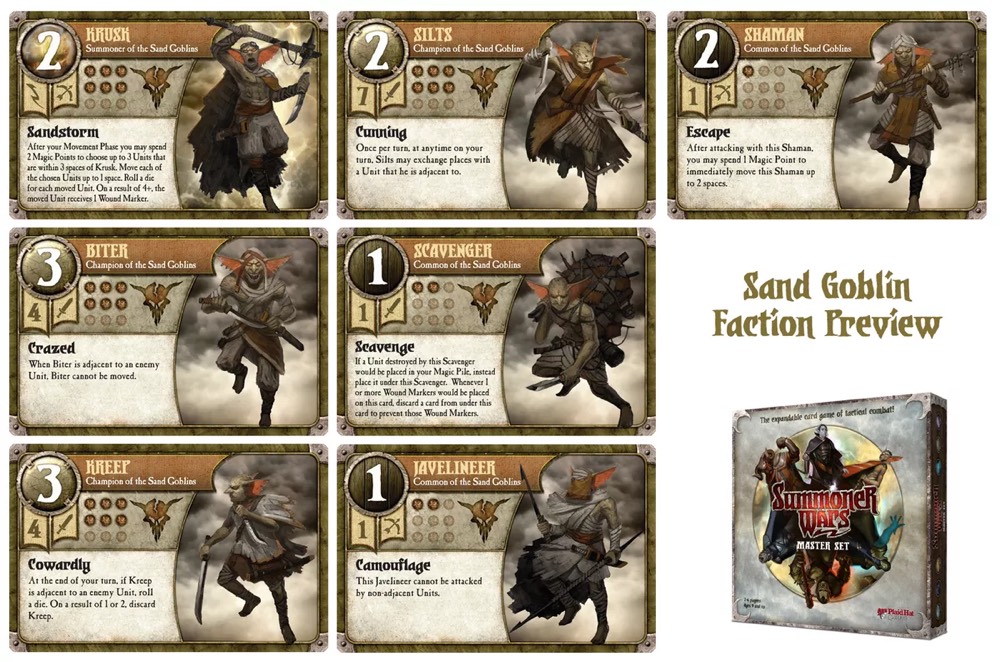 2
KRUSK
Summoner of the Sand Goblins
Sandstorm
After your Movement Phase you may spend
2 Magic Points to choose up to 3 Units that
are within 3 spaces of Krusk. Move each of
the chosen Units up to 1 space. Roll a die
for each moved Unit. On a result of 4+, the
moved Unit receives 1 Wound Marker.
2
SILTS
Champion of the Sand Goblins
7
Cunning
Once per turn, at anytime on your
turn, Silts may exchange places with
a Unit that he is adjacent to.
2
SHAMAN
Common of the Sand Goblins
1
Escape
After attacking with this Shaman,
you may spend 1 Magic Point to
immediately move this Shaman up
to 2 spaces.
3
BITER
Champion of the Sand Goblins
4
Crazed
When Biter is adjacent to an enemy
Unit, Biter cannot be moved.
1
SCAVENGER
Common of the Sand Goblins
1
Scavenge
If a Unit destroyed by this Scavenger
would be placed in your Magic Pile, instead
place it under this Scavenger. Whenever 1
or more Wound Markers would be placed
on this card, discard a card from under this
card to prevent those Wound Markers.
Sand Goblin
Faction Preview
3
KREEP
Champion of the Sand Goblins
4
Cowardly
At the end of your turn, if Kreep
is adjacent to an enemy Unit, roll
a die. On a result of 1 or 2, discard
Kreep.
1
JAVELINEER
Common of the Sand Goblins
1
Camouflage
This Javelineer cannot be attacked
by non-adjacent Units.
The expandable card game of tactical combat!
SUMMONER
WARS
MASTER SET
Plaid Hat